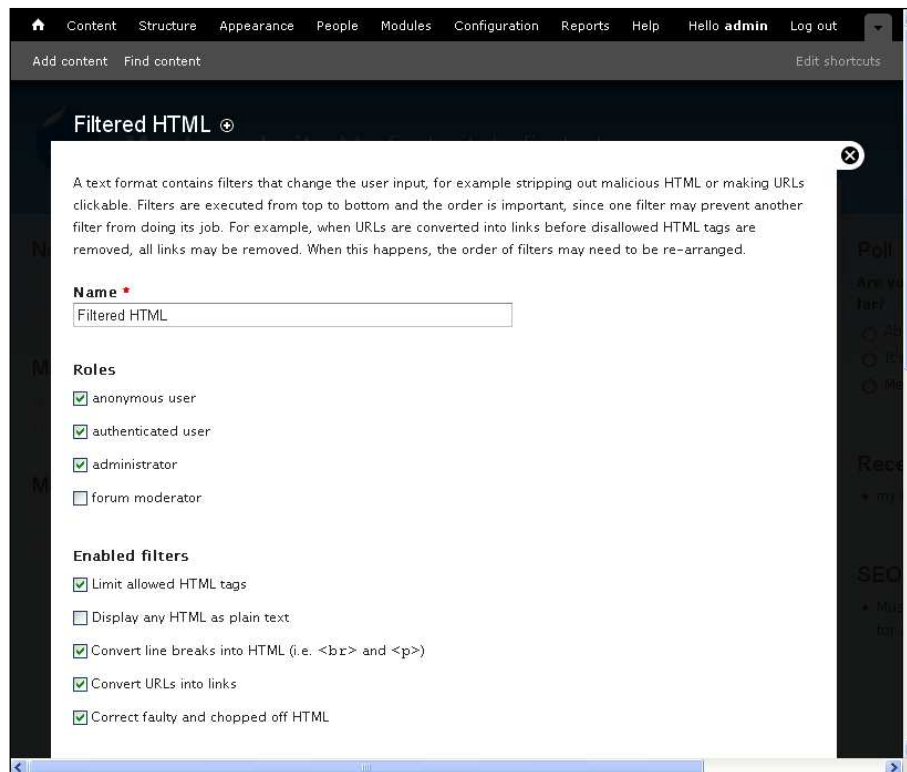 Content Structure Appearance People Modules Configuration Reports Help Hello admin Log out
Add content Find content Edit shortcuts
Filtered HTML
A text format contains filters that change the user input, for example stripping out malicious HTML or making URLs
clickable. Filters are executed from top to bottom and the order is important, since one filter may prevent another
filter from doing its job. For example, when URLs are converted into links before disallowed HTML tags are
removed, all links may be removed. When this happens, the order of filters may need to be re-arranged.
Name *
Filtered HTML
Roles
anonymous user
authenticated user
administrator
forum moderator
Enabled filters
Limit allowed HTML tags
Display any HTML as plain text
Convert line breaks into HTML (i.e. <br> and <p>)
Convert URLs into links
Correct faulty and chopped off HTML
Poll
SEO